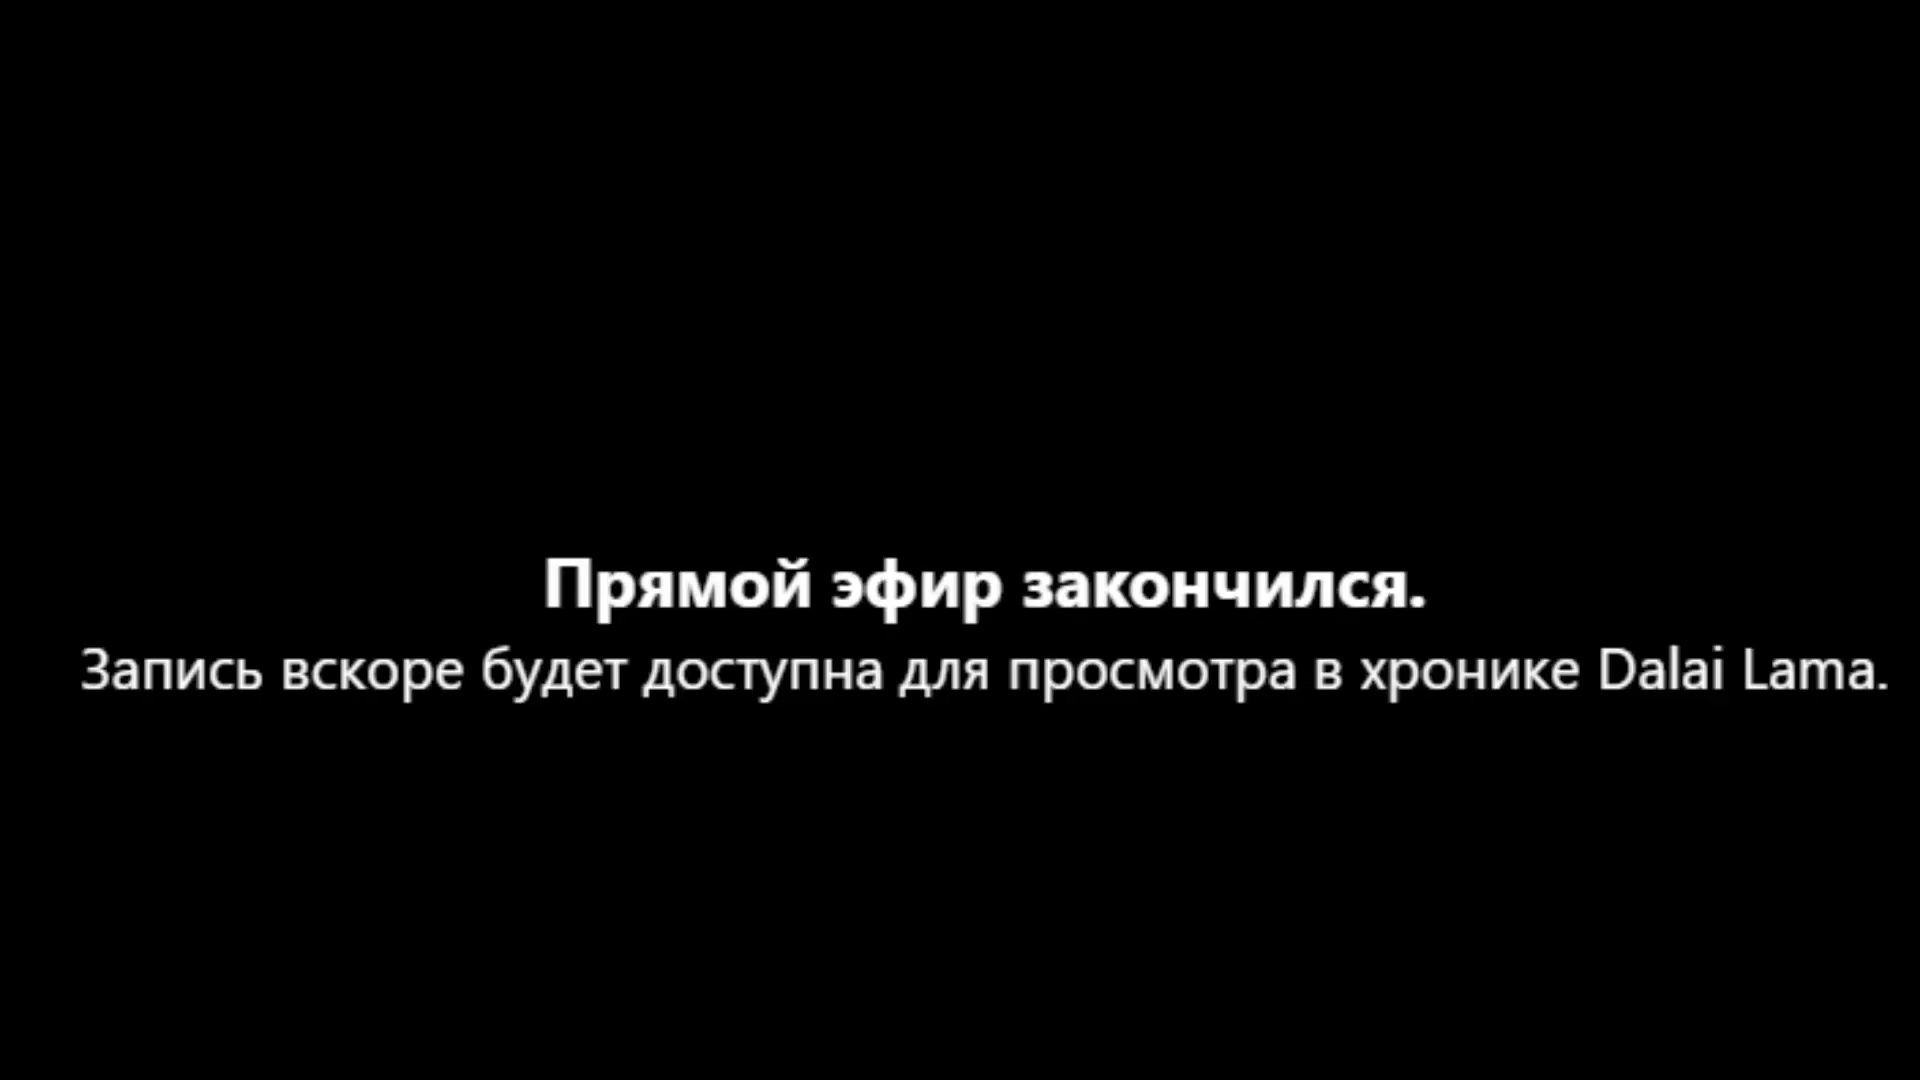 Прямой эфир закончился.
Запись вскоре будет доступна для просмотра в хронике Dalai Lama.